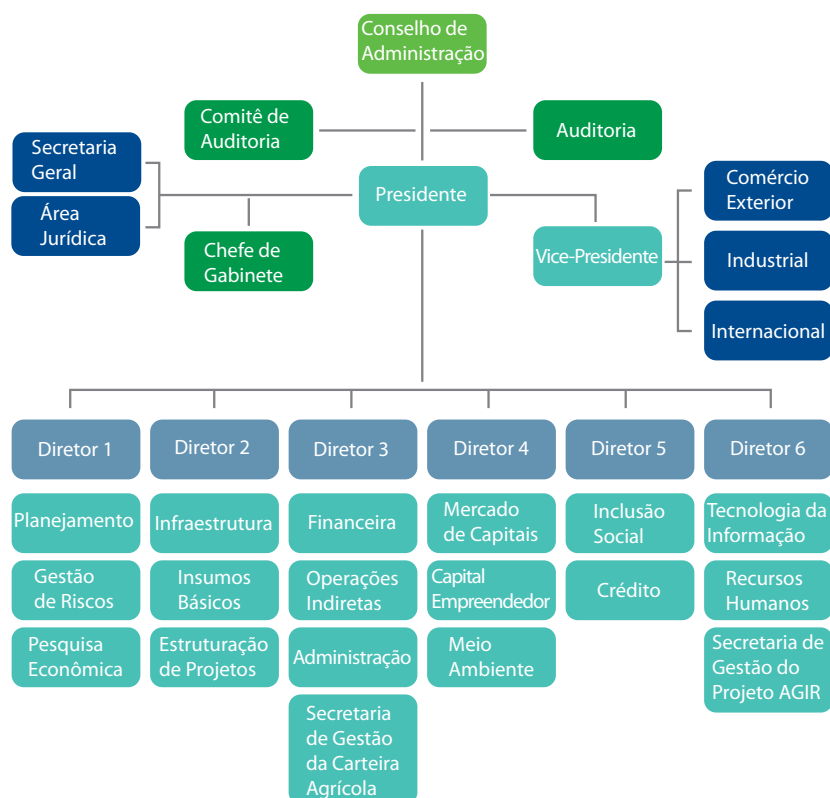 Conselho de
Administração
Comitê de
Auditoria
Auditoria
Secretaria
Geral
Área
Jurídica
Presidente
Chefe de
Gabinete
Vice-Presidente
Comércio
Exterior
Industrial
Internacional
Diretor 1
Diretor 2
Diretor 3
Diretor 4
Diretor 5
Diretor 6
Planejamento
Gestão
de Riscos
Pesquisa
Econômica
Infraestrutura
Insumos
Básicos
Estruturação
de Projetos
Financeira
Operações
Indiretas
Administração
Secretaria
de Gestão
da Carteira
Agrícola
Mercado
de Capitais
Capital
Empreendedor
Meio
Ambiente
Inclusão
Social
Crédito
Tecnologia da
Informação
Recursos
Humanos
Secretaria de
Gestão do
Projeto AGIR